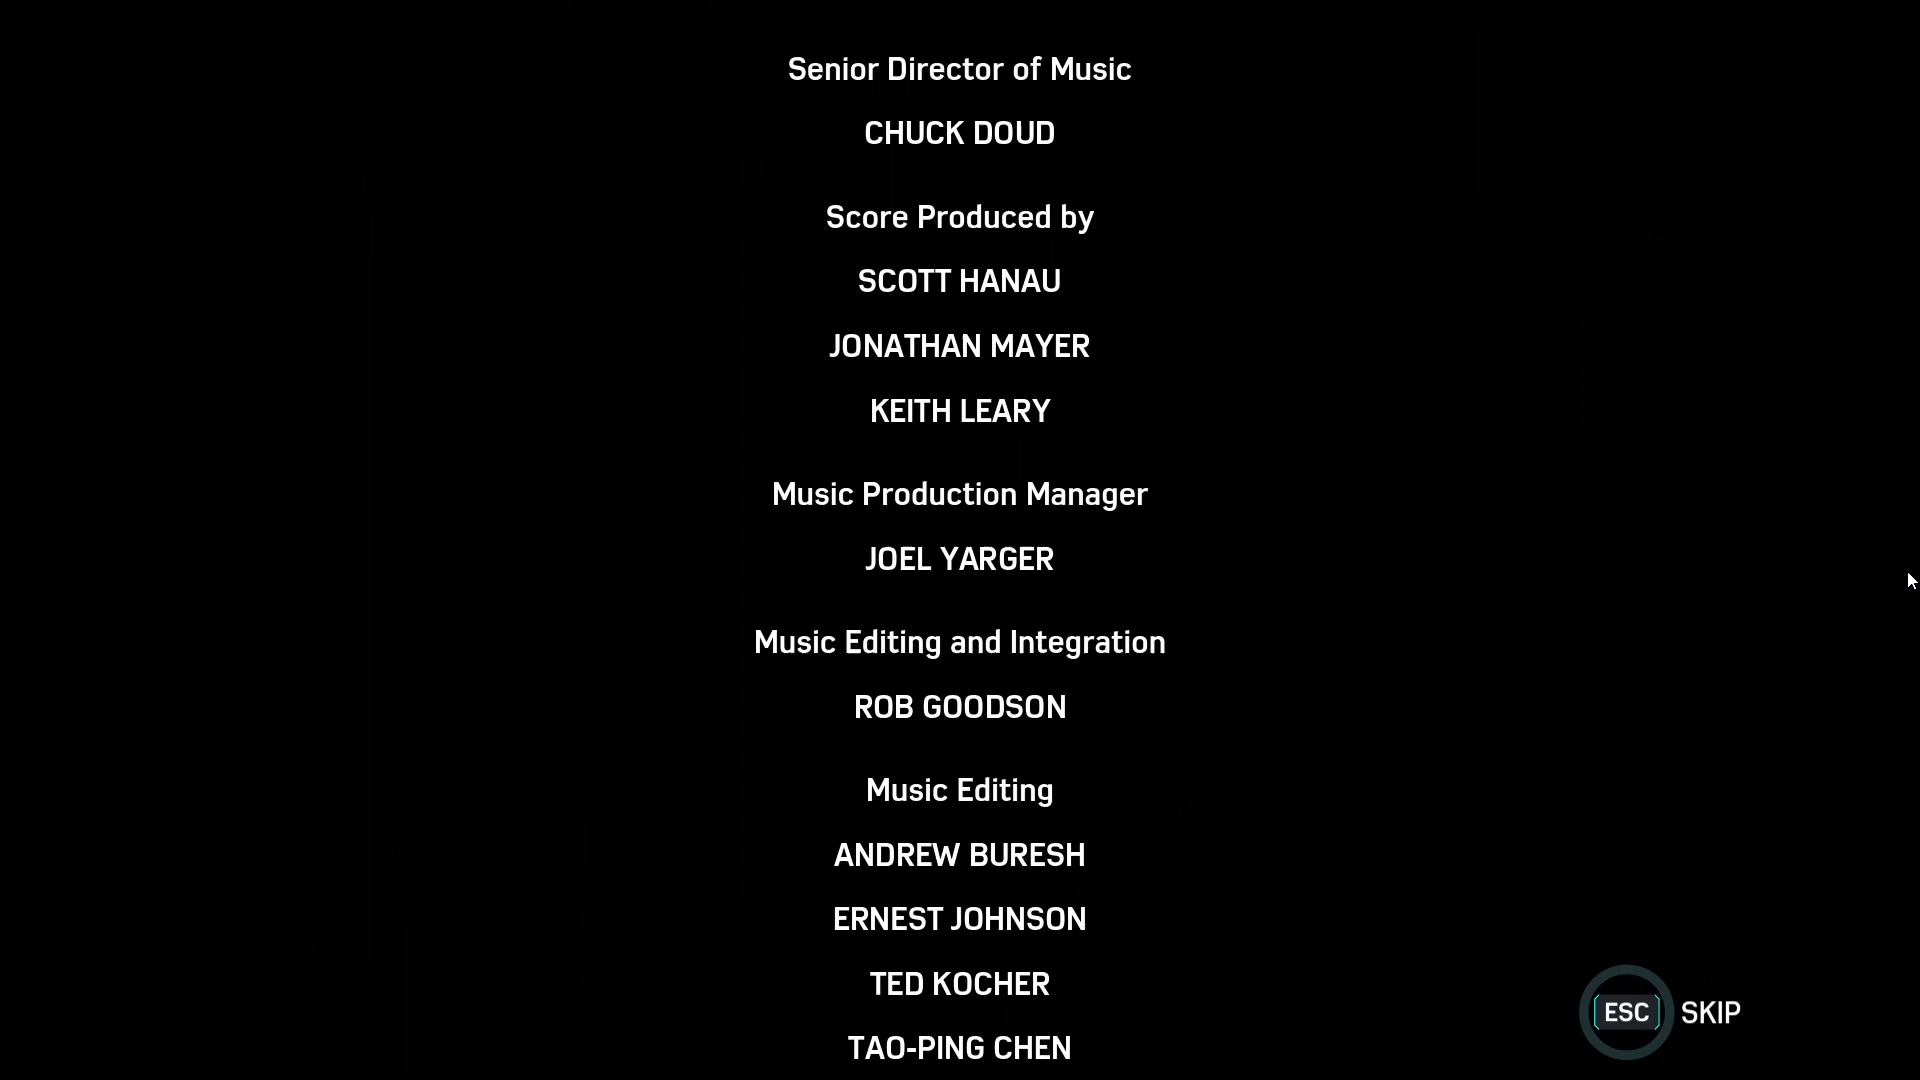 Senior Director of Music
CHUCK DOUD
Score Produced by
SCOTT HANAU
JONATHAN MAYER
KEITH LEARY
Music Production Manager
JOEL YARGER
Music Editing and Integration
ROB GOODSON
Music Editing
ANDREW BURESH
ERNEST JOHNSON
TED KOCHER
TAO-PING CHEN
ESC SKIP